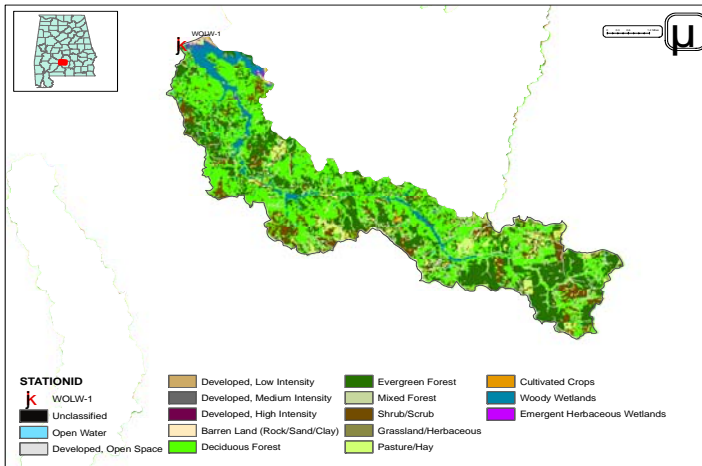 WOLW-1
µ
STATIONID
WOLW-1
Unclassified
Open Water
Developed, Open Space
Developed, Low Intensity
Developed, Medium Intensity
Developed, High Intensity
Barren Land (Rock/Sand/Clay)
Deciduous Forest
Evergreen Forest
Mixed Forest
Shrub/Scrub
Grassland/Herbaceous
Pasture/Hay
Cultivated Crops
Woody Wetlands
Emergent Herbaceous Wetlands